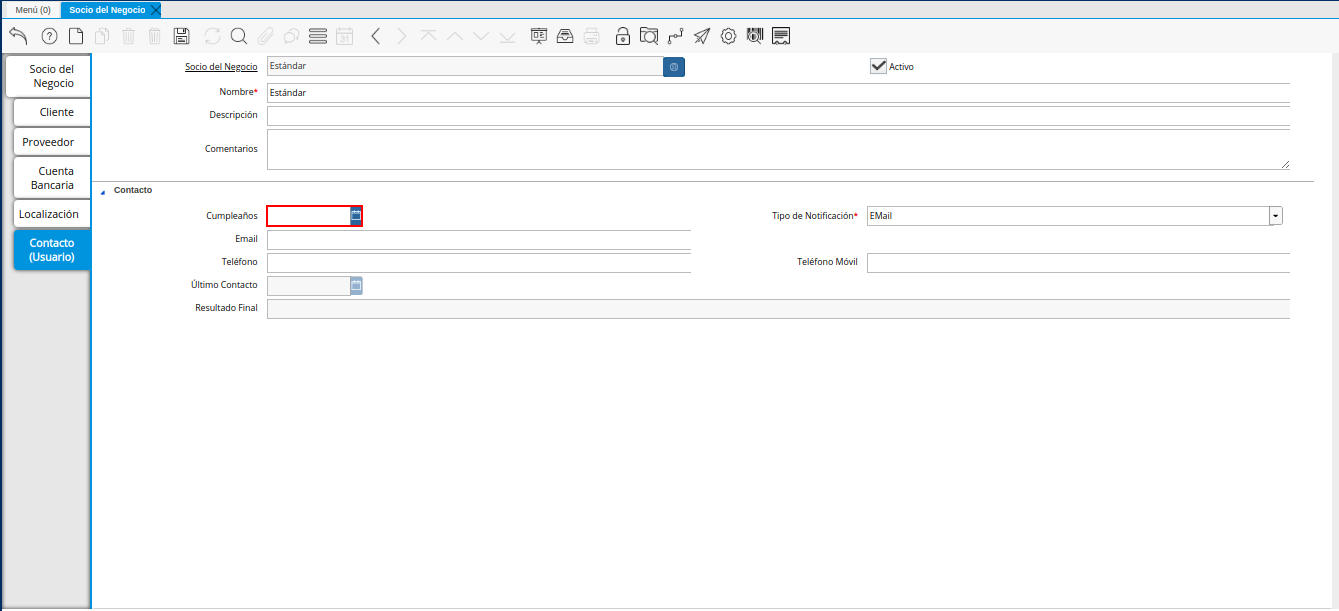 Menú (0)
Socio del Negocio
31
Socio del
Negocio
Cliente
Proveedor
Cuenta
Bancaria
Localización
Contacto
(Usuario)
Socio del Negocio
Estándar
Activo
Nombre*
Estándar
Descripción
Comentarios
Contacto
Cumpleaños
Tipo de Notificación*
EMail
Email
Teléfono
Teléfono Móvil
Último Contacto
Resultado Final